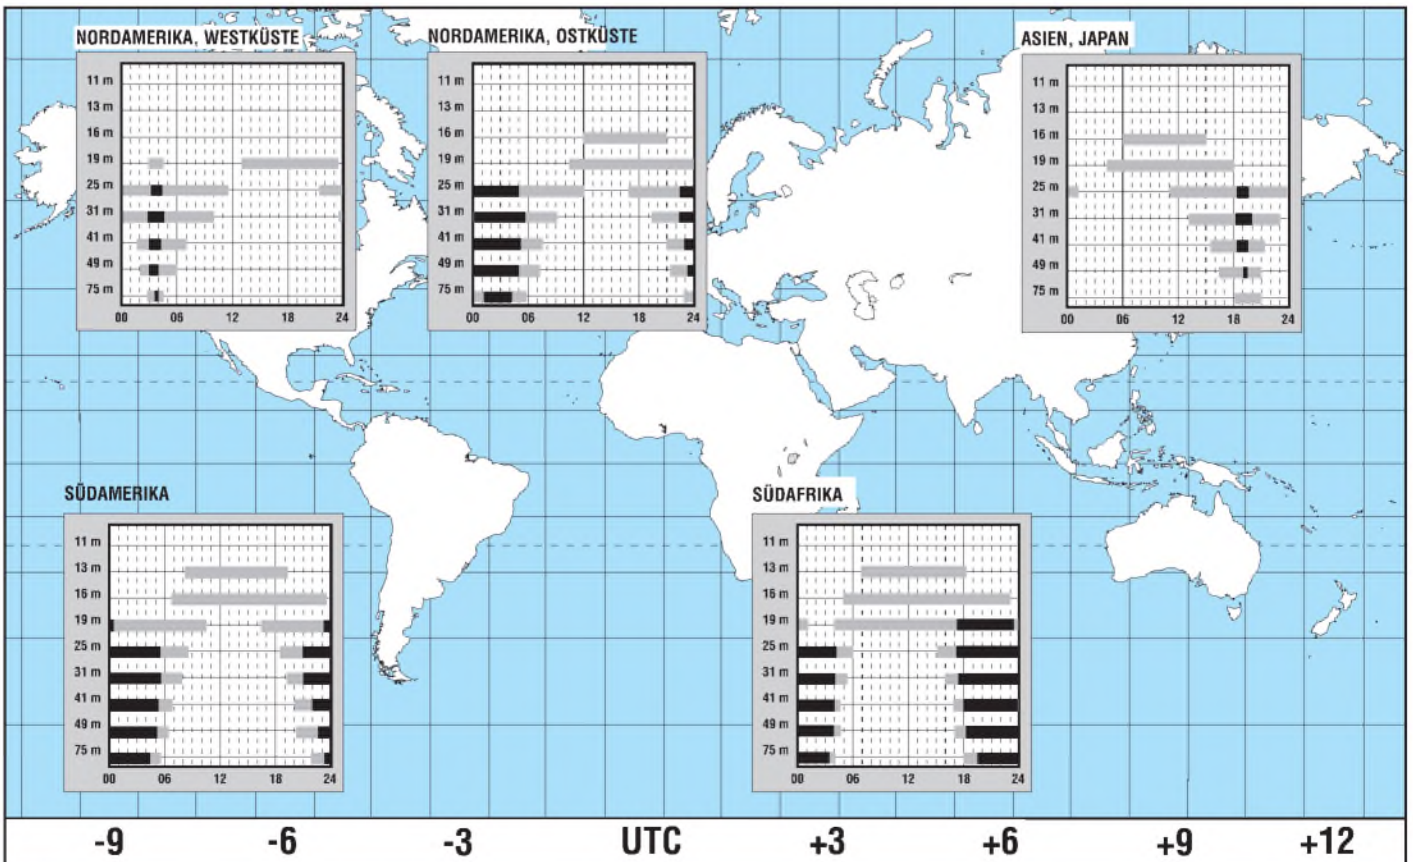 NORDAMERIKA, WESTKÜSTE
11 m
13 m
16 m
19 m
25 m
31 m
41 m
49 m
75 m
00 06 12 18 24
NORDAMERIKA, OSTKÜSTE
11 m
13 m
16 m
19 m
25 m
31 m
41 m
49 m
75 m
00 06 12 18 24
ASIEN, JAPAN
11 m
13 m
16 m
19 m
25 m
31 m
41 m
49 m
75 m
00 06 12 18 24
SÜDAMERIKA
11 m
13 m
16 m
19 m
25 m
31 m
41 m
49 m
75 m
00 06 12 18 24
SÜDAFRIKA
11 m
13 m
16 m
19 m
25 m
31 m
41 m
49 m
75 m
00 06 12 18 24
-9 -6 -3 UTC +3 +6 +9 +12